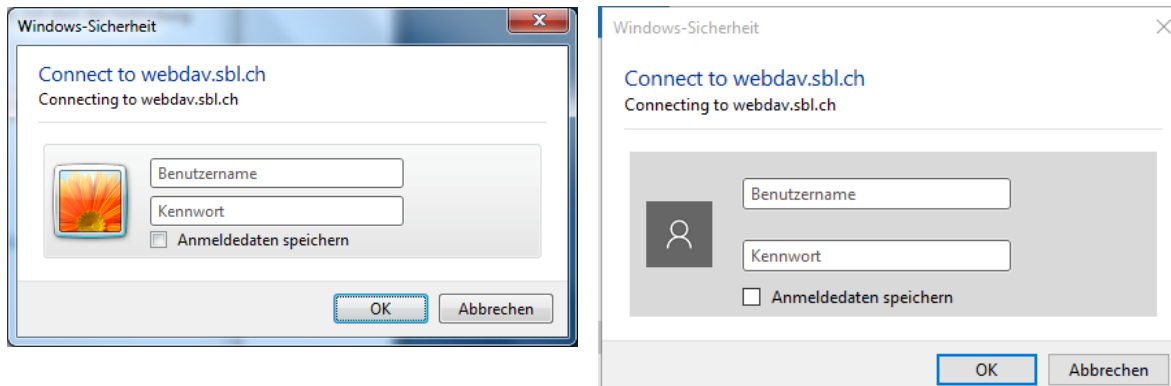 Windows-Sicherheit
Connect to webdav.sbl.ch
Connecting to webdav.sbl.ch
Benutzername
Kennwort
Anmeldedaten speichern
OK
Abbrechen
Windows-Sicherheit
Connect to webdav.sbl.ch
Connecting to webdav.sbl.ch
Benutzername
Kennwort
Anmeldedaten speichern
OK
Abbrechen